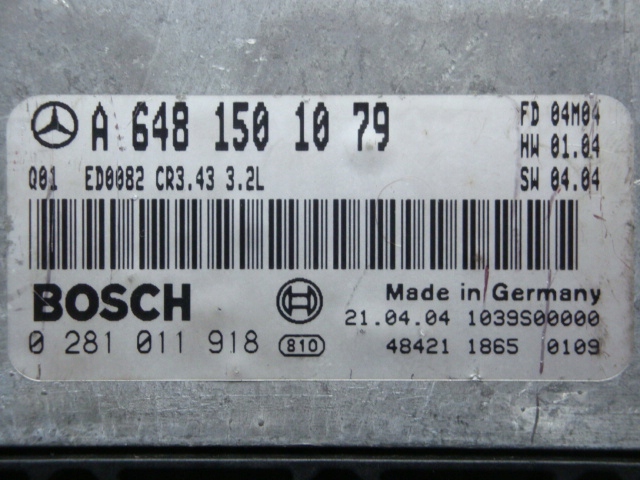 A 648 150 10 79
FD 04M04
HW 01.04
Q01 ED0082 CR3.43 3.2L
SW 04.04
BOSCH
Made in Germany
21.04.04 1039S00000
0 281 011 918 810
48421 1865 0109